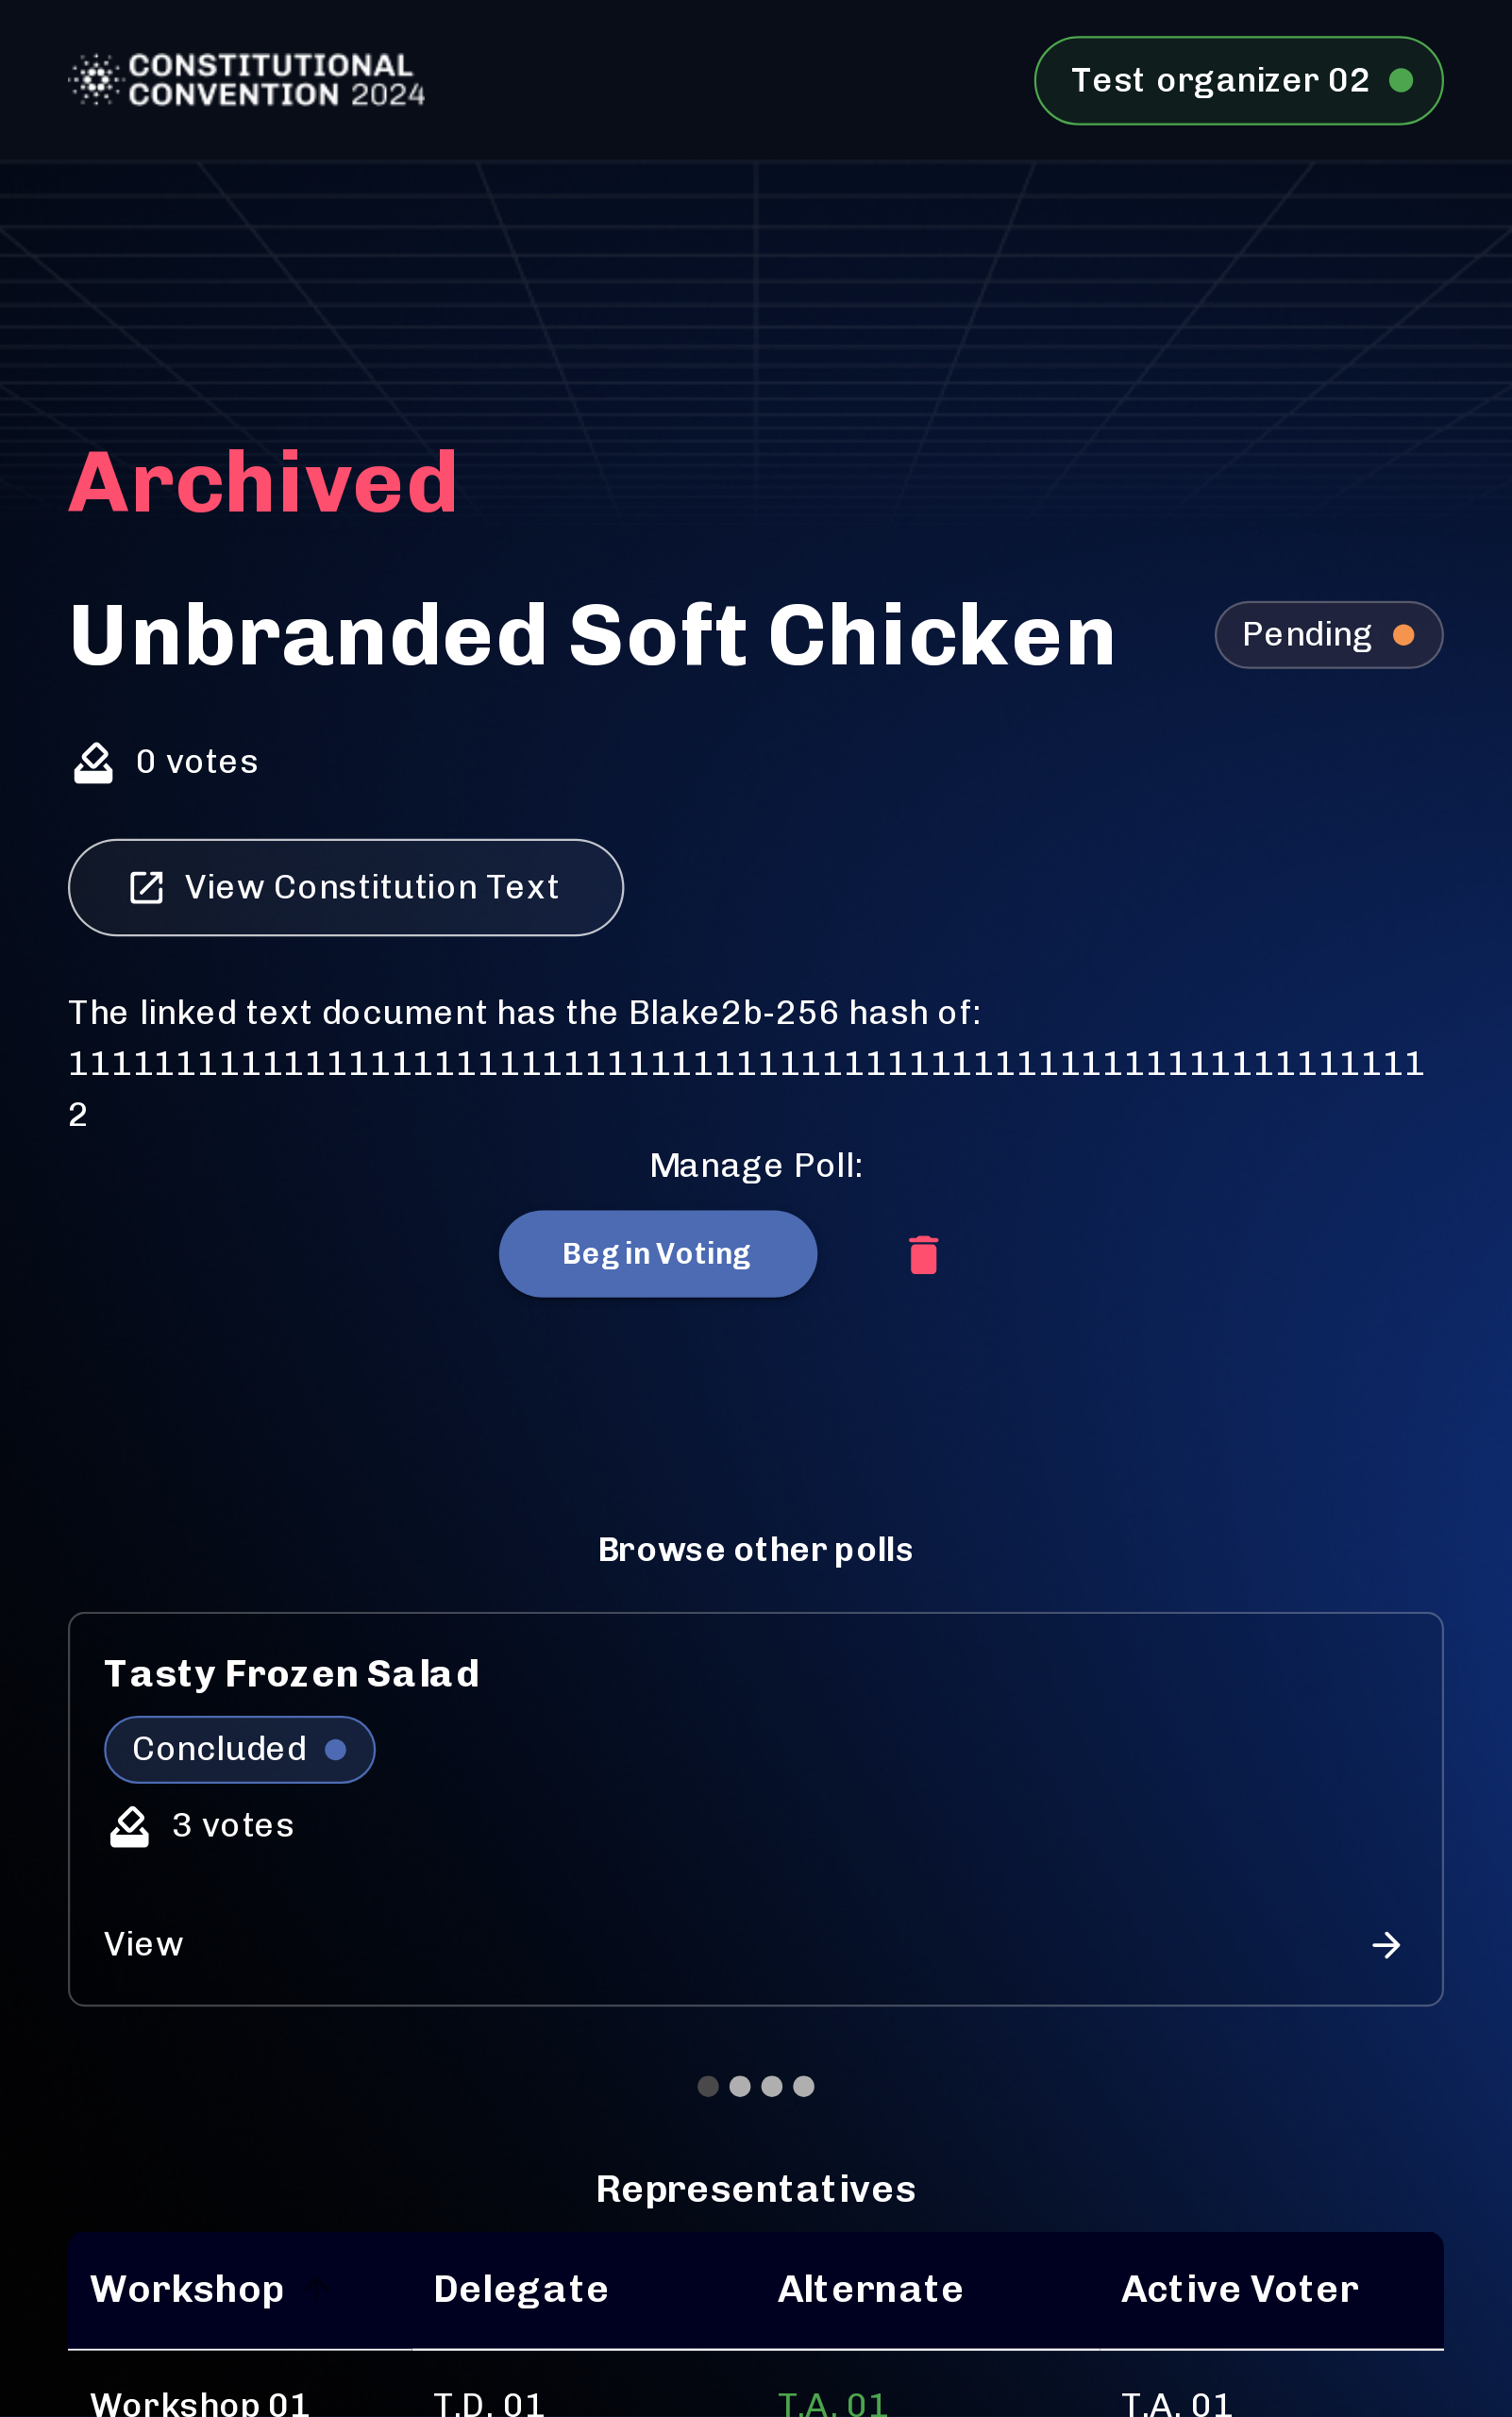 CONSTITUTIONAL
CONVENTION 2024
Test organizer 02
Archived
Unbranded Soft Chicken
Pending
0 votes
View Constitution Text
The linked text document has the Blake2b-256 hash of:
111111111111111111111111111111111111111111111111111111111111111
2
Manage Poll:
Begin Voting
Browse other polls
Tasty Frozen Salad
Concluded
3 votes
View
Representatives
Workshop Delegate Alternate Active Voter
Workshop 01 T.D. 01 T.A. 01 T.A. 01